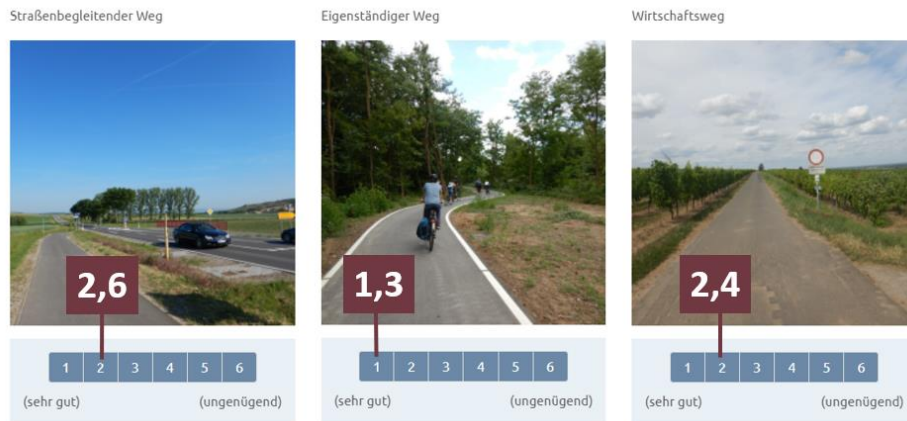 Straßenbegleitender Weg
2,6
1 2 3 4 5 6
(sehr gut) (ungenügend)
Eigenständiger Weg
1,3
1 2 3 4 5 6
(sehr gut) (ungenügend)
Wirtschaftsweg
2,4
1 2 3 4 5 6
(sehr gut) (ungenügend)